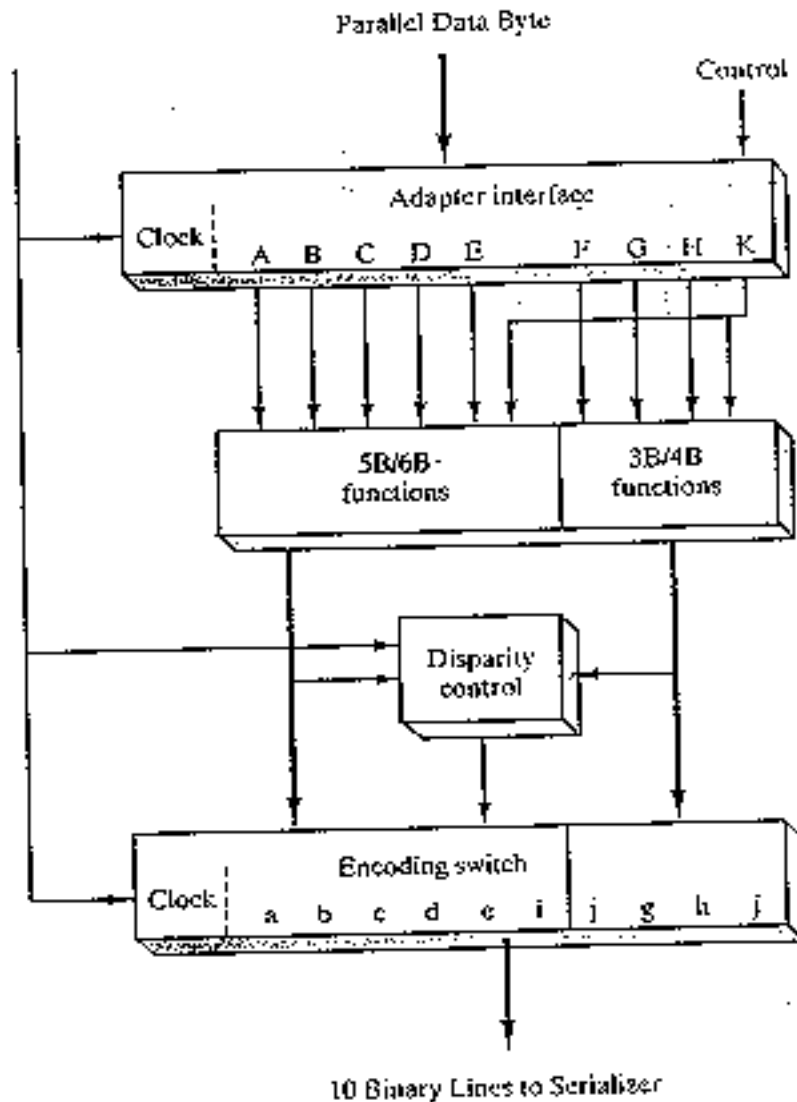 Parallel Data Byte
Control
Adapter interface
Clock
A B C D E F G H K
5B/6B-
functions
3B/4B
functions
Disparity
control
Encoding switch
Clock
a b c d e i j g h j
10 Binary Lines to Serializer